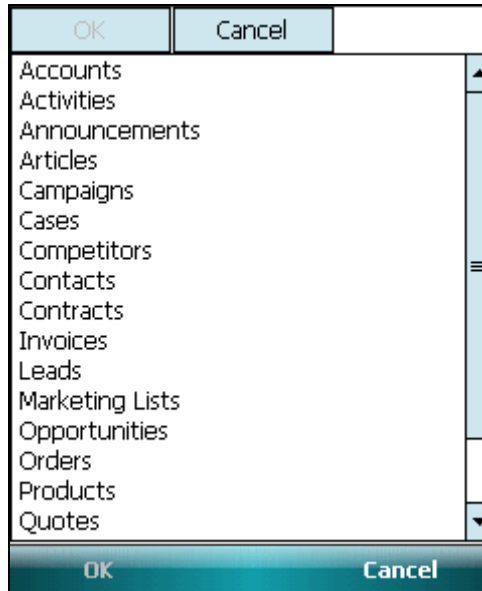 OK Cancel
Accounts
Activities
Announcements
Articles
Campaigns
Cases
Competitors
Contacts
Contracts
Invoices
Leads
Marketing Lists
Opportunities
Orders
Products
Quotes
OK Cancel